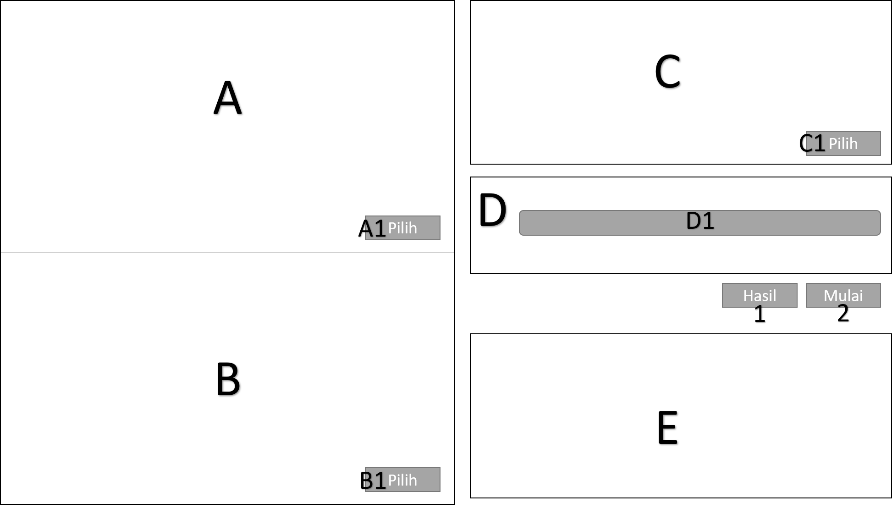 A
A1 Pilih
B
B1 Pilih
C
C1 Pilih
D
D1
Hasil Mulai
1 2
E